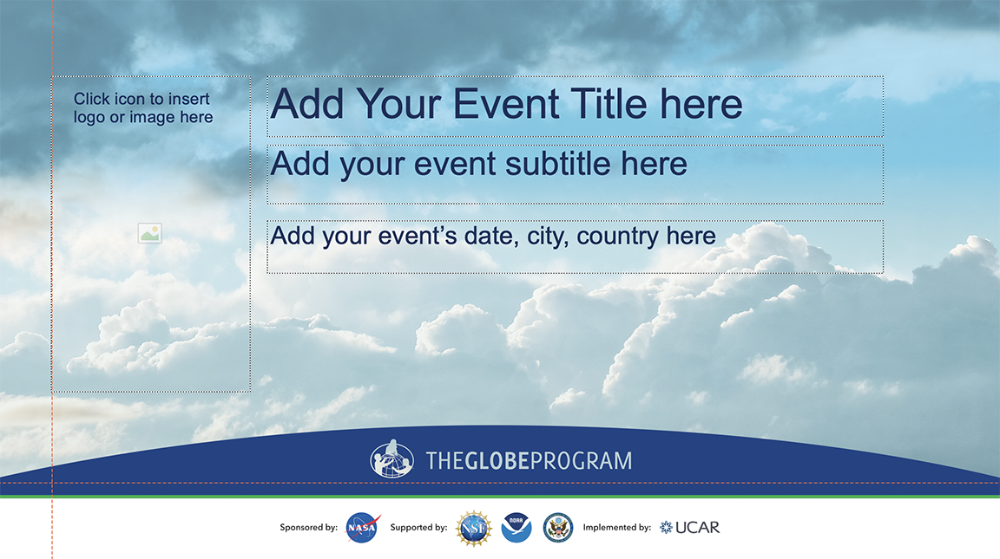 Click icon to insert
logo or image here
Add Your Event Title here
Add your event subtitle here
Add your event’s date, city, country here
THEGLOBEPROGRAM
Sponsored by: NASA Supported by: NSF NOAA Implemented by: UCAR